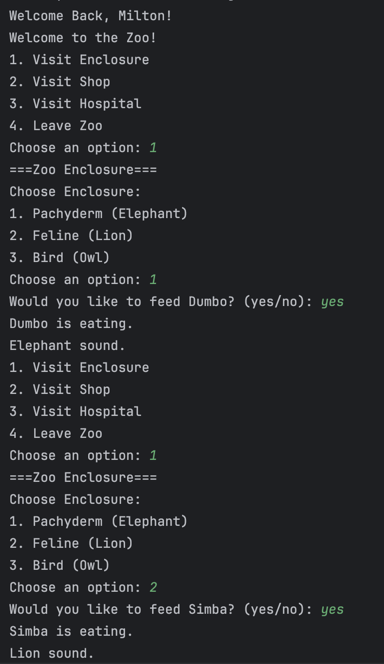 Welcome Back, Milton!
Welcome to the Zoo!
1. Visit Enclosure
2. Visit Shop
3. Visit Hospital
4. Leave Zoo
Choose an option: 1
===Zoo Enclosure===
Choose Enclosure:
1. Pachyderm (Elephant)
2. Feline (Lion)
3. Bird (Owl)
Choose an option: 1
Would you like to feed Dumbo? (yes/no): yes
Dumbo is eating.
Elephant sound.
1. Visit Enclosure
2. Visit Shop
3. Visit Hospital
4. Leave Zoo
Choose an option: 1
===Zoo Enclosure===
Choose Enclosure:
1. Pachyderm (Elephant)
2. Feline (Lion)
3. Bird (Owl)
Choose an option: 2
Would you like to feed Simba? (yes/no): yes
Simba is eating.
Lion sound.